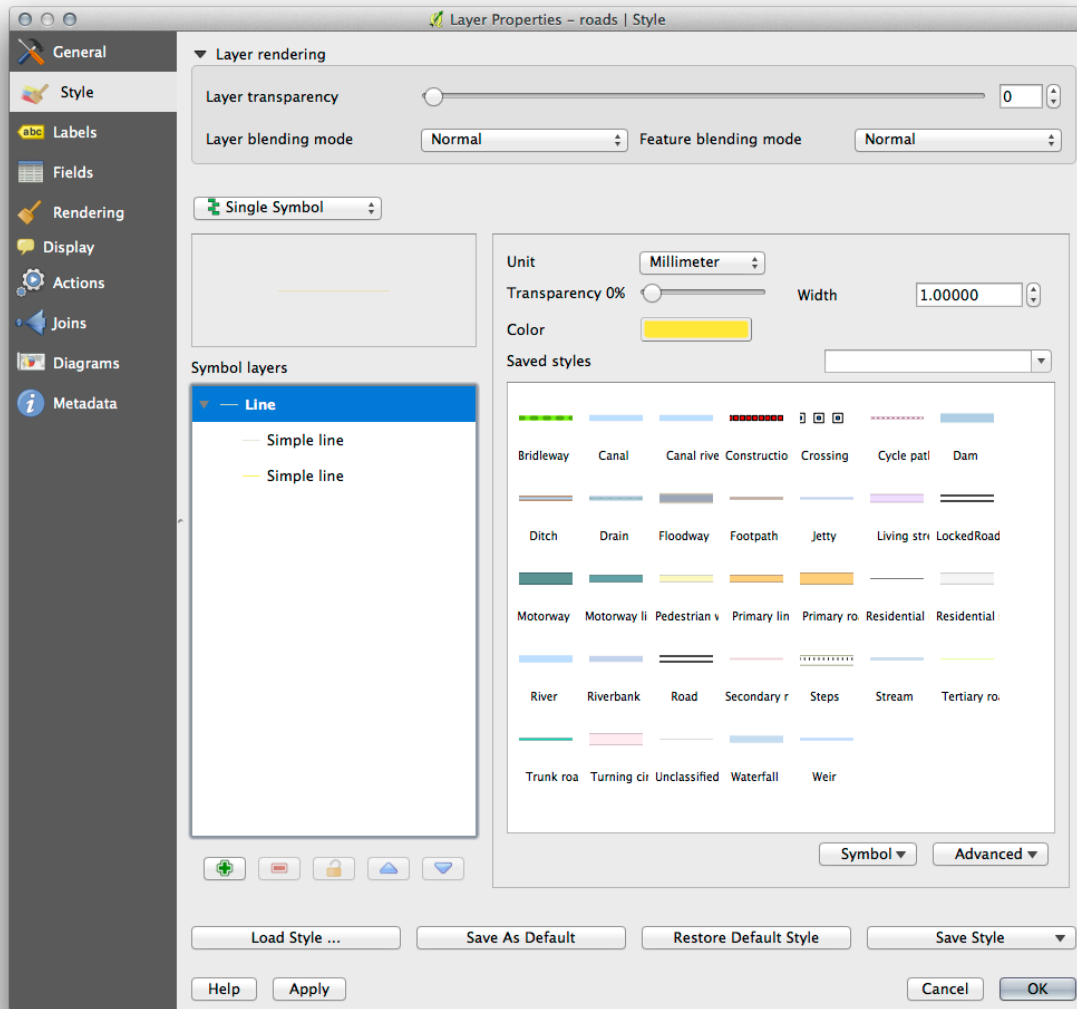 Layer Properties – roads | Style
General
Style
abc Labels
Fields
Rendering
Display
Actions
Joins
Diagrams
i Metadata
Layer rendering
Layer transparency 0
Layer blending mode Normal Feature blending mode Normal
Single Symbol
Unit Millimeter
Transparency 0% Width 1.00000
Color
Saved styles
Symbol layers
Line
Simple line
Simple line
Bridleway Canal Canal rive Constructio Crossing Cycle patl Dam
Ditch Drain Floodway Footpath Jetty Living stre LockedRoad
Motorway Motorway li Pedestrian w Primary lin Primary ro Residential Residential
River Riverbank Road Secondary r Steps Stream Tertiary ro
Trunk roa Turning cir Unclassified Waterfall Weir
Symbol Advanced
Load Style ... Save As Default Restore Default Style Save Style
Help Apply Cancel OK